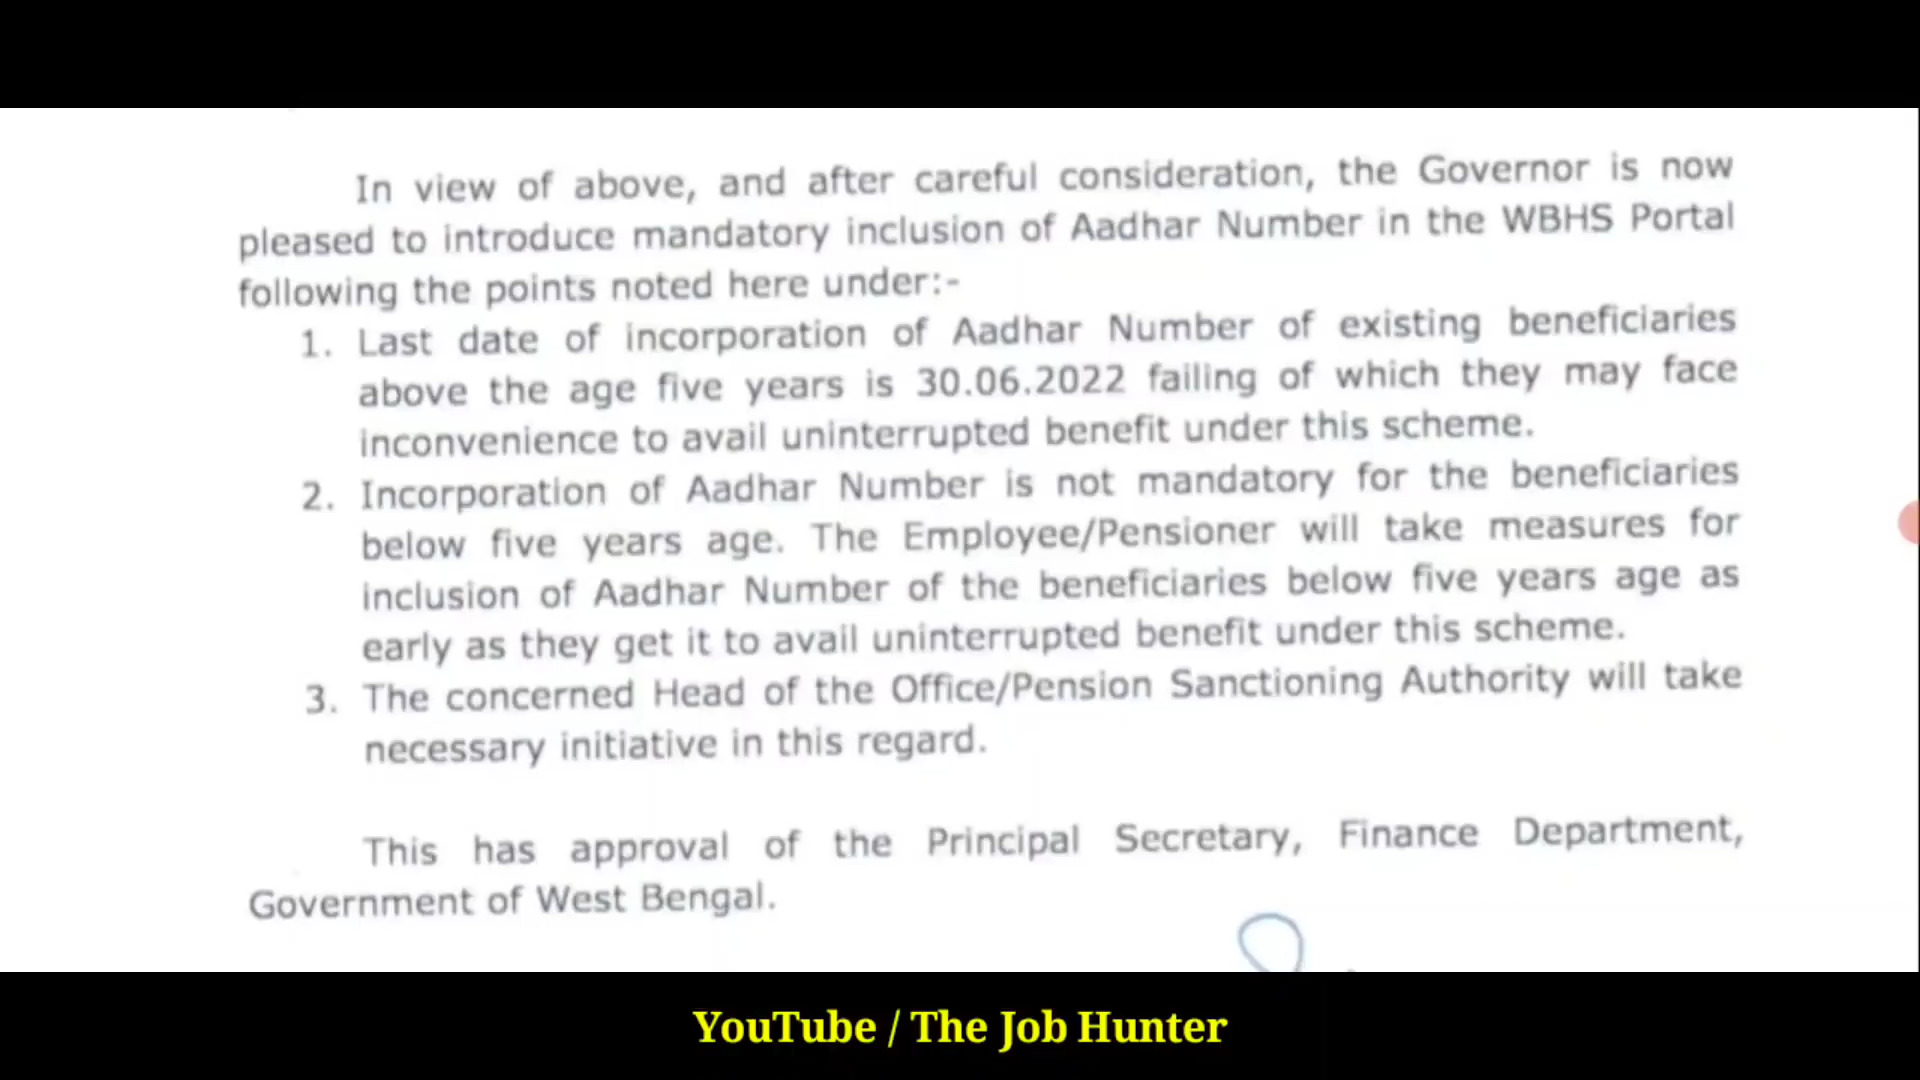 In view of above, and after careful consideration, the Governor is now
pleased to introduce mandatory inclusion of Aadhar Number in the WBHS Portal
following the points noted here under:-
1. Last date of incorporation of Aadhar Number of existing beneficiaries
above the age five years is 30.06.2022 failing of which they may face
inconvenience to avail uninterrupted benefit under this scheme.
2. Incorporation of Aadhar Number is not mandatory for the beneficiaries
below five years age. The Employee/Pensioner will take measures for
inclusion of Aadhar Number of the beneficiaries below five years age as
early as they get it to avail uninterrupted benefit under this scheme.
3. The concerned Head of the Office/Pension Sanctioning Authority will take
necessary initiative in this regard.
This has approval of the Principal Secretary, Finance Department,
Government of West Bengal.
YouTube / The Job Hunter